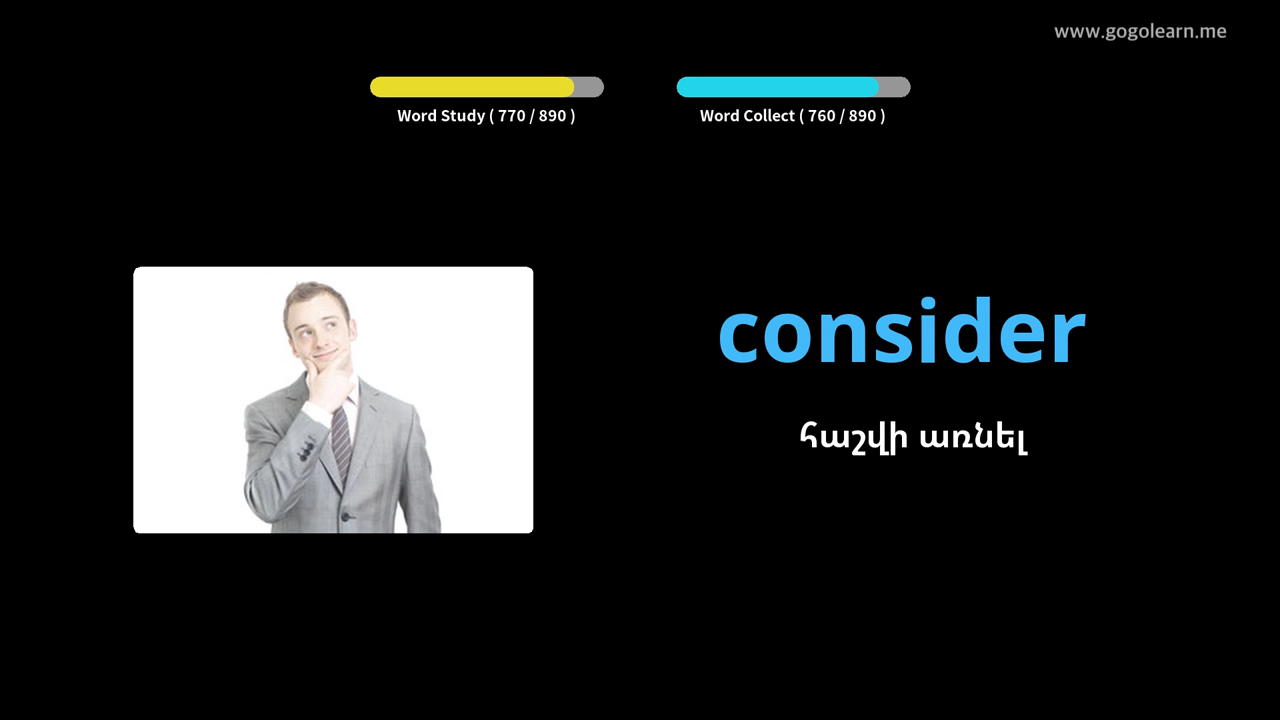 www.gogolearn.me
Word Study ( 770 / 890 )
Word Collect ( 760 / 890 )
consider
հաշվի առնել